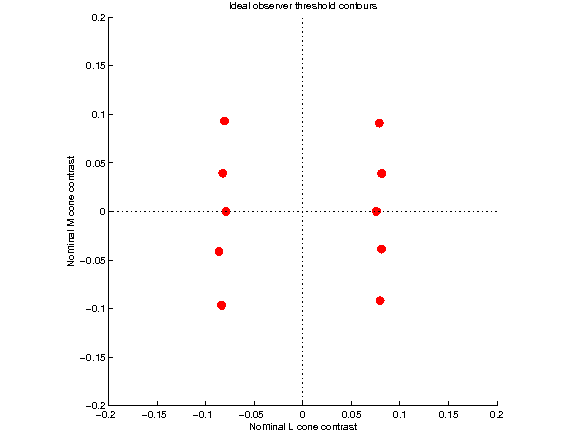 Ideal observer threshold contours
0.2
0.15
0.1
0.05
0
−0.05
−0.1
−0.15
−0.2
Nominal M cone contrast
−0.2 −0.15 −0.1 −0.05 0 0.05 0.1 0.15 0.2
Nominal L cone contrast